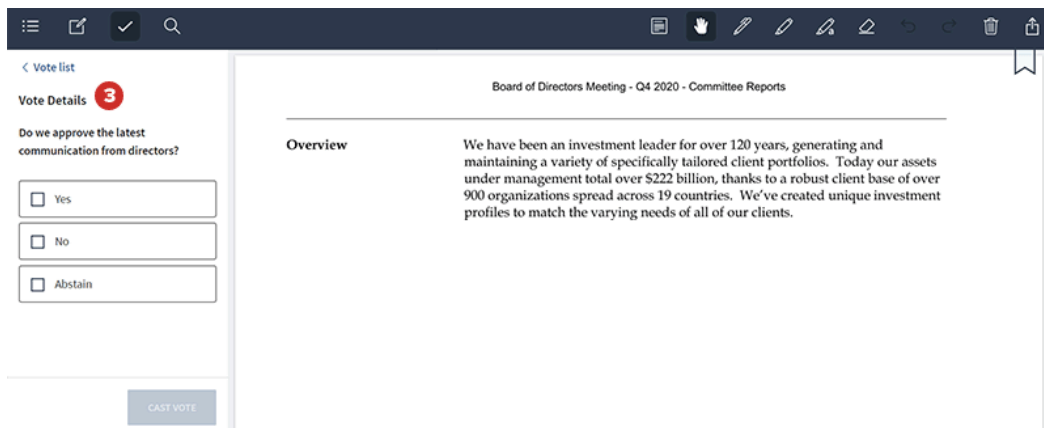 < Vote list
Vote Details 3
Do we approve the latest
communication from directors?
Yes
No
Abstain
CAST VOTE
Board of Directors Meeting - Q4 2020 - Committee Reports
Overview
We have been an investment leader for over 120 years, generating and
maintaining a variety of specifically tailored client portfolios. Today our assets
under management total over $222 billion, thanks to a robust client base of over
900 organizations spread across 19 countries. We've created unique investment
profiles to match the varying needs of all of our clients.